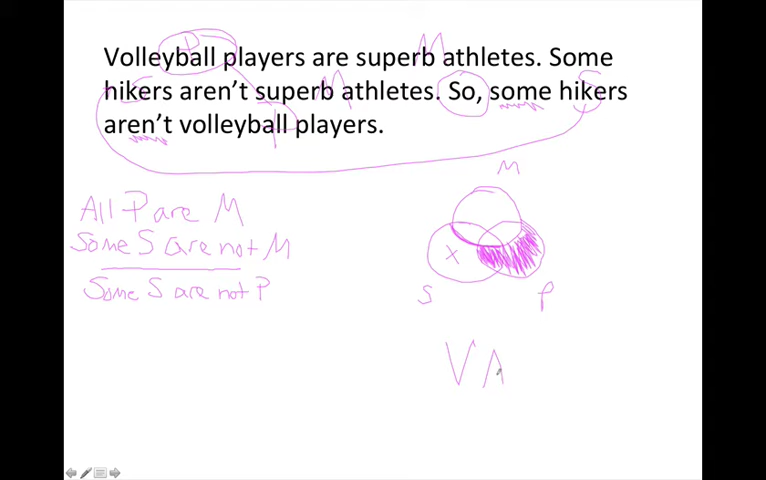 Volleyball players are superb athletes. Some
hikers aren't superb athletes. So, some hikers
aren't volleyball players.
P
M
S
M
S
P
All P are M
Some S are not M
Some S are not P
M
S
P
VA